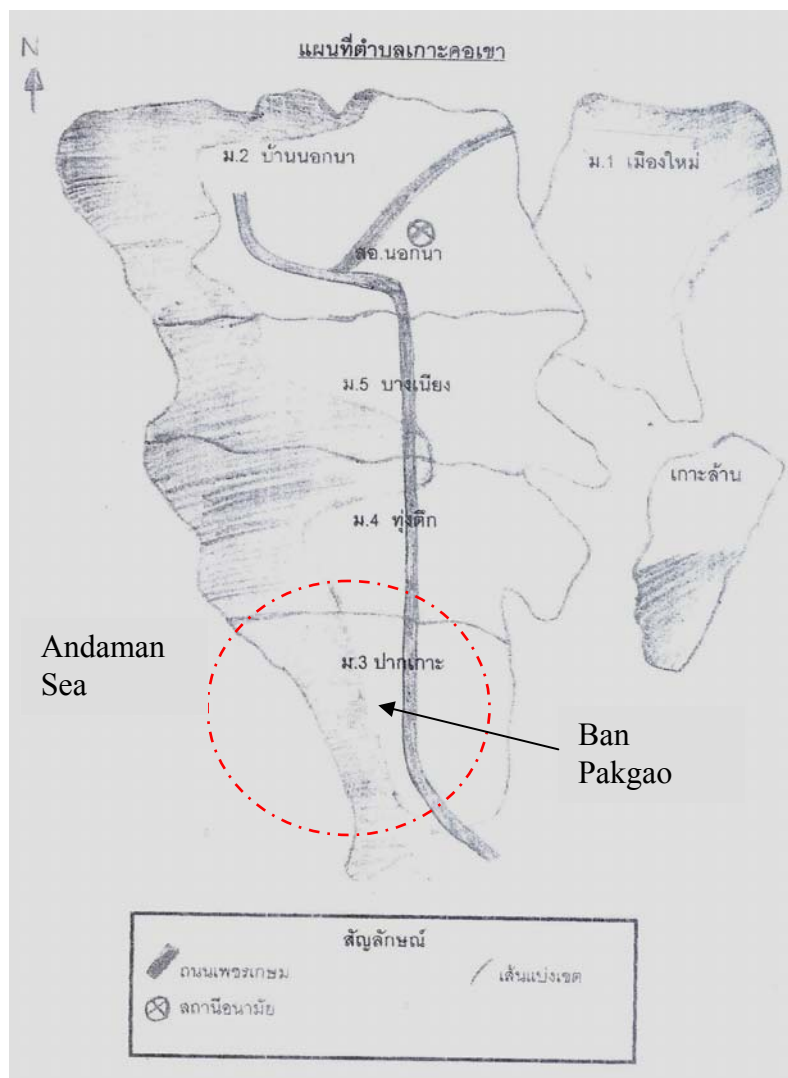 N
แผนที่ตำบลเกาะคอเขา
ม.2 บ้านนอกนา
ม.1 เมืองใหม่
สอ.นอกนา
ม.5 บางเนียง
เกาะล้าน
ม.4 ทุ่งตึก
Andaman
Sea
ม.3 ปากเกาะ
Ban
Pakgao
สัญลักษณ์
ถนนเพชรเกษม
เส้นแบ่งเขต
สถานีอนามัย